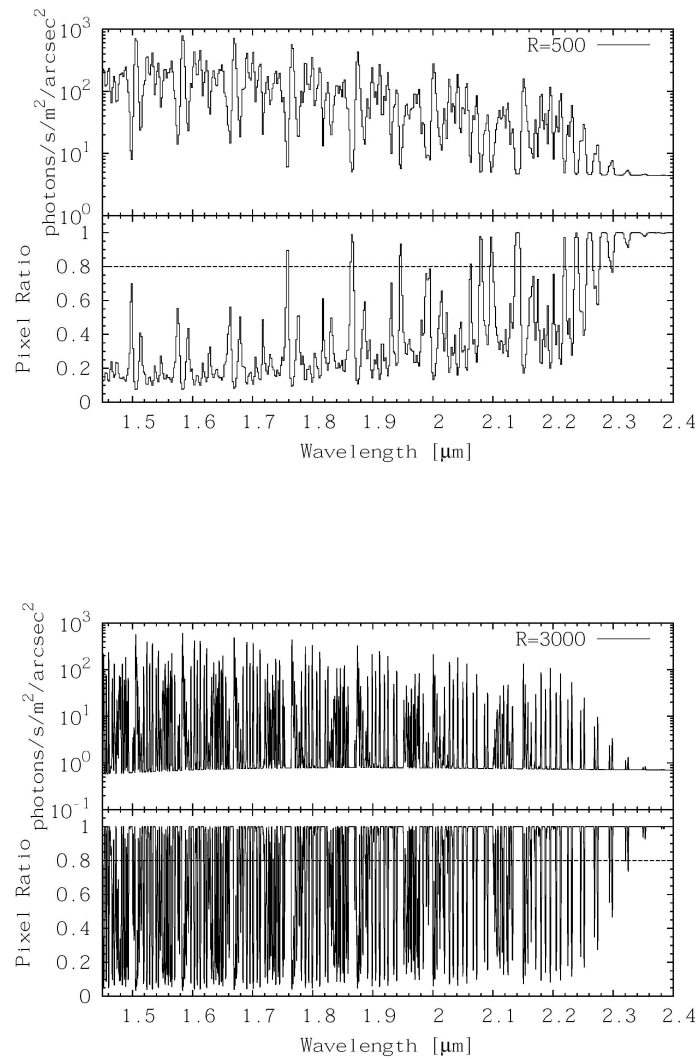 photons/s/m²/arcsec²
10³
10²
10¹
10⁰
R=500
Pixel Ratio
1
0.8
0.6
0.4
0.2
0
1.5 1.6 1.7 1.8 1.9 2 2.1 2.2 2.3 2.4
Wavelength [μm]
photons/s/m²/arcsec²
10³
10²
10¹
10⁰
10⁻¹
R=3000
Pixel Ratio
1
0.8
0.6
0.4
0.2
0
1.5 1.6 1.7 1.8 1.9 2 2.1 2.2 2.3 2.4
Wavelength [μm]